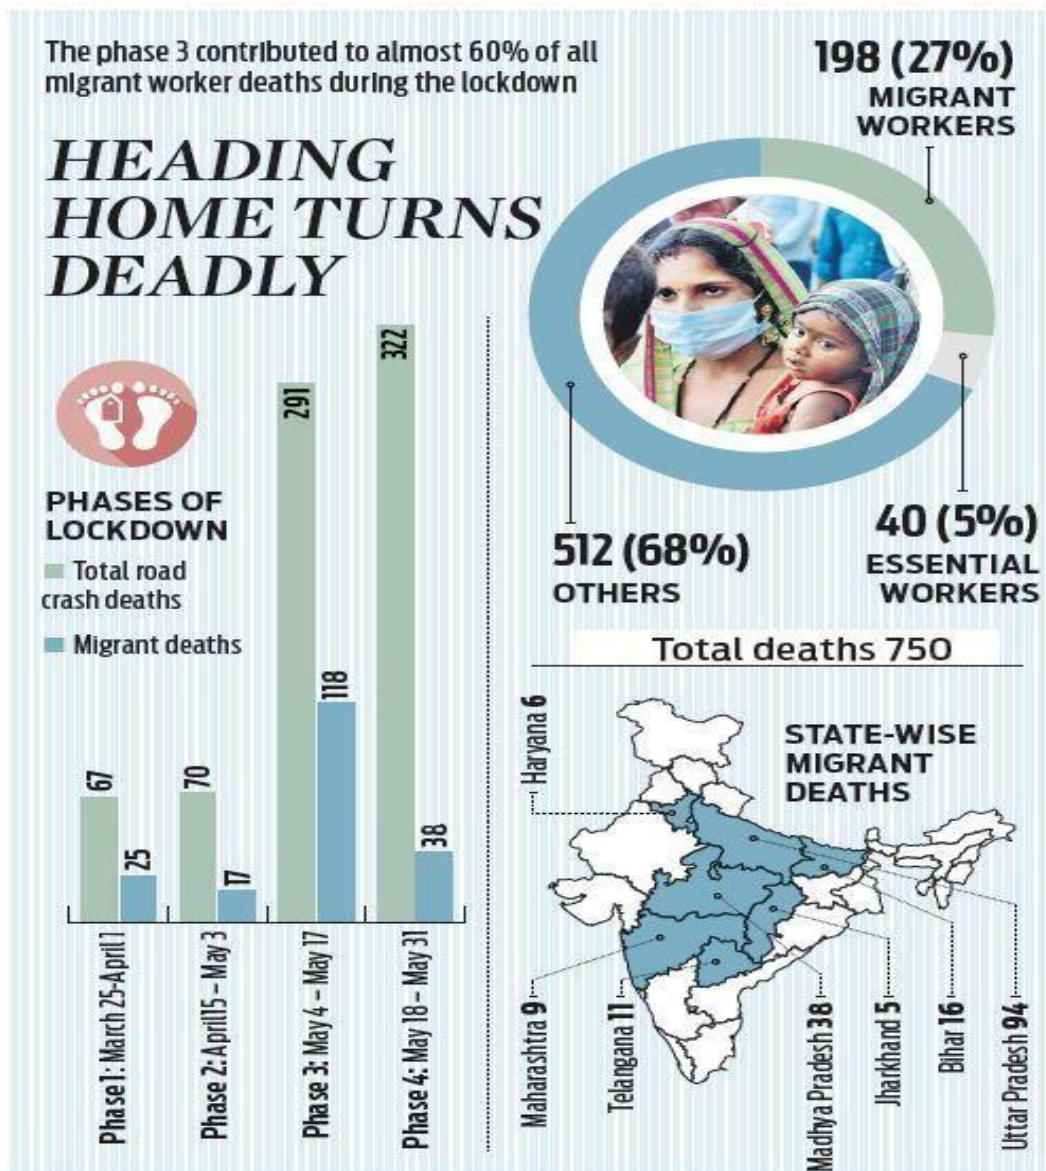 The phase 3 contributed to almost 60% of all
migrant worker deaths during the lockdown
HEADING
HOME TURNS
DEADLY
198 (27%)
MIGRANT
WORKERS
512 (68%)
OTHERS
40 (5%)
ESSENTIAL
WORKERS
Total deaths 750
PHASES OF
LOCKDOWN
Total road
crash deaths
Migrant deaths
67
25
70
17
291
118
322
38
Phase 1: March 25-April 1
Phase 2: April15 – May 3
Phase 3: May 4 – May 17
Phase 4: May 18 – May 31
STATE-WISE
MIGRANT
DEATHS
Haryana 6
Maharashtra 9
Telangana 11
Madhya Pradesh 38
Jharkhand 5
Bihar 16
Uttar Pradesh 94